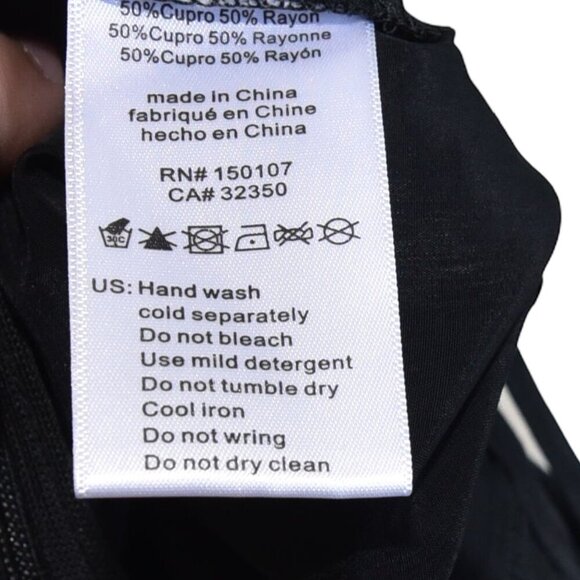 50%Cupro 50% Rayon
50%Cupro 50% Rayonne
50%Cupro 50% Rayón
made in China
fabriqué en Chine
hecho en China
RN# 150107
CA# 32350
30C
US: Hand wash
cold separately
Do not bleach
Use mild detergent
Do not tumble dry
Cool iron
Do not wring
Do not dry clean